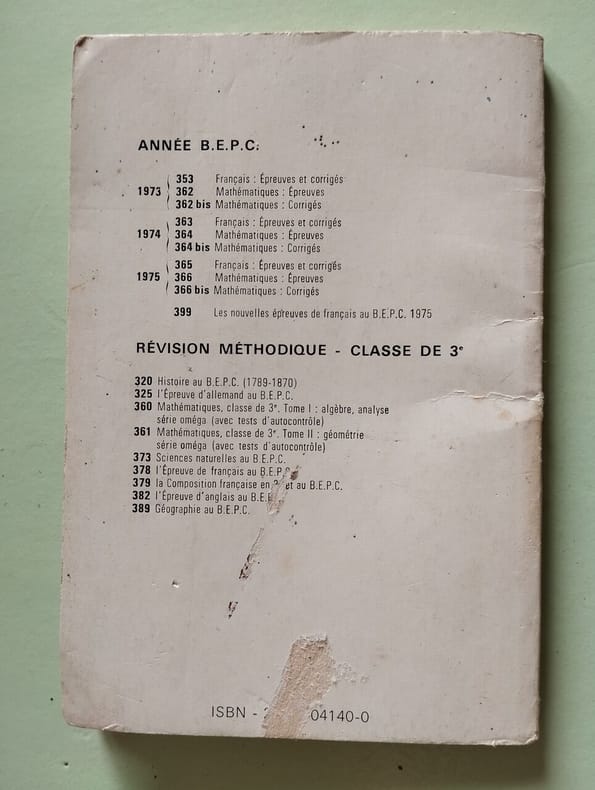 ANNÉE B.E.P.C.
353 Français : Épreuves et corrigés
1973 362 Mathématiques : Épreuves
362 bis Mathématiques : Corrigés
363 Français : Épreuves et corrigés
1974 364 Mathématiques : Épreuves
364 bis Mathématiques : Corrigés
365 Français : Épreuves et corrigés
1975 366 Mathématiques : Épreuves
366 bis Mathématiques : Corrigés
399 Les nouvelles épreuves de français au B.E.P.C. 1975
RÉVISION MÉTHODIQUE - CLASSE DE 3e
320 Histoire au B.E.P.C. (1789-1870)
325 l'Épreuve d'allemand au B.E.P.C.
360 Mathématiques, classe de 3e. Tome I : algèbre, analyse
série oméga (avec tests d'autocontrôle)
361 Mathématiques, classe de 3e. Tome II : géométrie
série oméga (avec tests d'autocontrôle)
373 Sciences naturelles au B.E.P.C.
378 l'Épreuve de français au B.E.P.C.
379 la Composition française en et au B.E.P.C.
382 l'Épreuve d'anglais au
389 Géographie au B.E.P.C.
ISBN - 04140-0